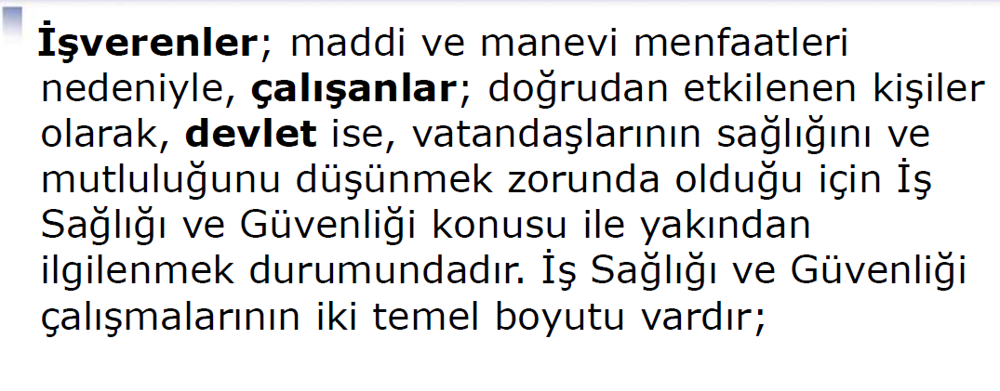 İşverenler; maddi ve manevi menfaatleri
nedeniyle, çalışanlar; doğrudan etkilenen kişiler
olarak, devlet ise, vatandaşlarının sağlığını ve
mutluluğunu düşünmek zorunda olduğu için İş
Sağlığı ve Güvenliği konusu ile yakından
ilgilenmek durumundadır. İş Sağlığı ve Güvenliği
çalışmalarının iki temel boyutu vardır;